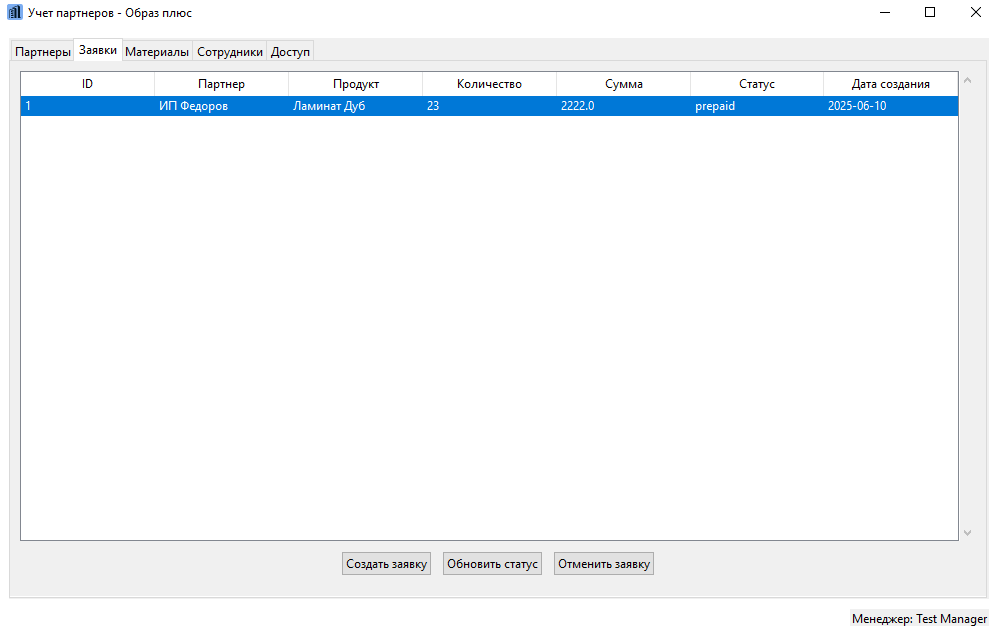 Учет партнеров - Образ плюс
Партнеры Заявки Материалы Сотрудники Доступ
ID Партнер Продукт Количество Сумма Статус Дата создания
1 ИП Федоров Ламинат Дуб 23 2222.0 prepaid 2025-06-10
Создать заявку Обновить статус Отменить заявку
Менеджер: Test Manager